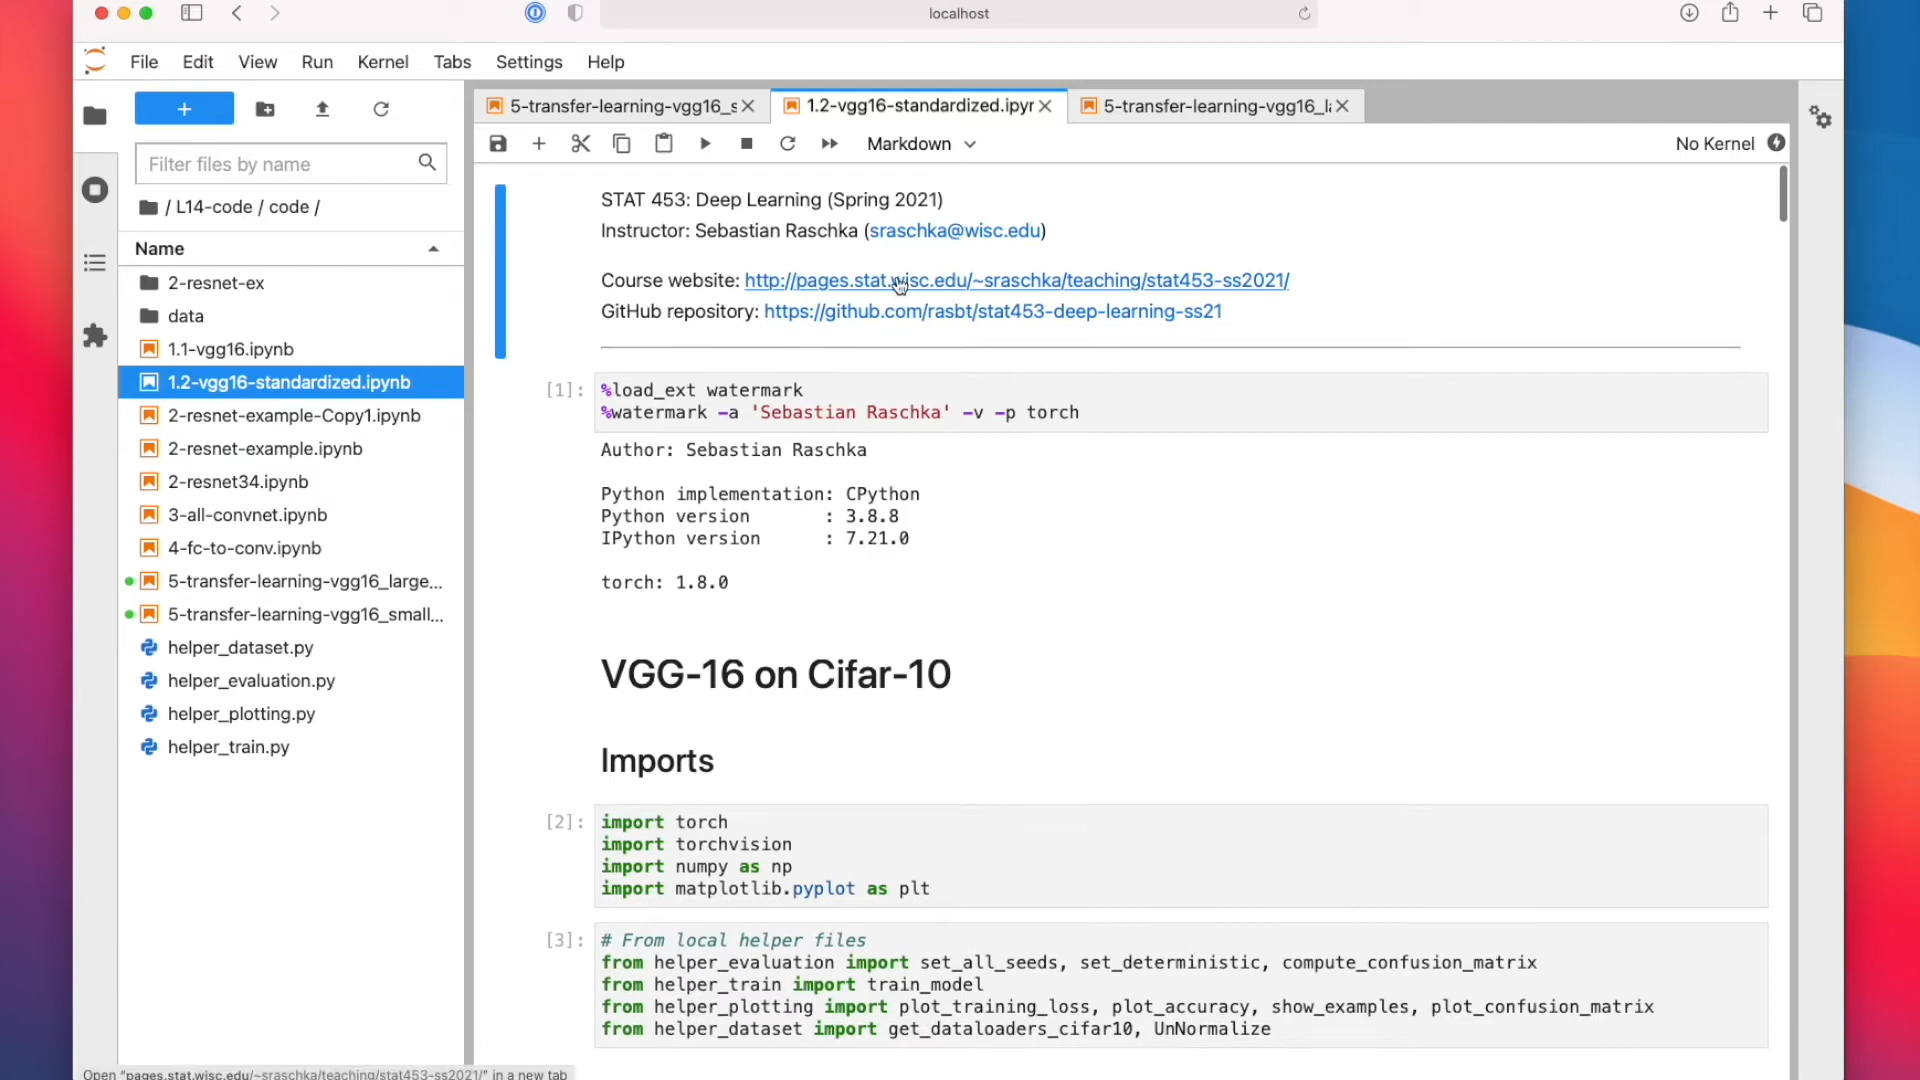 localhost
File Edit View Run Kernel Tabs Settings Help
5-transfer-learning-vgg16_s
1.2-vgg16-standardized.ipyr
5-transfer-learning-vgg16_l
Markdown
No Kernel
Filter files by name
/ L14-code / code /
Name
2-resnet-ex
data
1.1-vgg16.ipynb
1.2-vgg16-standardized.ipynb
2-resnet-example-Copy1.ipynb
2-resnet-example.ipynb
2-resnet34.ipynb
3-all-convnet.ipynb
4-fc-to-conv.ipynb
5-transfer-learning-vgg16_large...
5-transfer-learning-vgg16_small...
helper_dataset.py
helper_evaluation.py
helper_plotting.py
helper_train.py
STAT 453: Deep Learning (Spring 2021)
Instructor: Sebastian Raschka (sraschka@wisc.edu)
Course website: http://pages.stat.wisc.edu/~sraschka/teaching/stat453-ss2021/
GitHub repository: https://github.com/rasbt/stat453-deep-learning-ss21
[1]: %load_ext watermark
%watermark -a 'Sebastian Raschka' -v -p torch
Author: Sebastian Raschka
Python implementation: CPython
Python version : 3.8.8
IPython version : 7.21.0
torch: 1.8.0
VGG-16 on Cifar-10
Imports
[2]: import torch
import torchvision
import numpy as np
import matplotlib.pyplot as plt
[3]: # From local helper files
from helper_evaluation import set_all_seeds, set_deterministic, compute_confusion_matrix
from helper_train import train_model
from helper_plotting import plot_training_loss, plot_accuracy, show_examples, plot_confusion_matrix
from helper_dataset import get_dataloaders_cifar10, UnNormalize
Open "pages.stat.wisc.edu/~sraschka/teaching/stat453-ss2021/" in a new tab